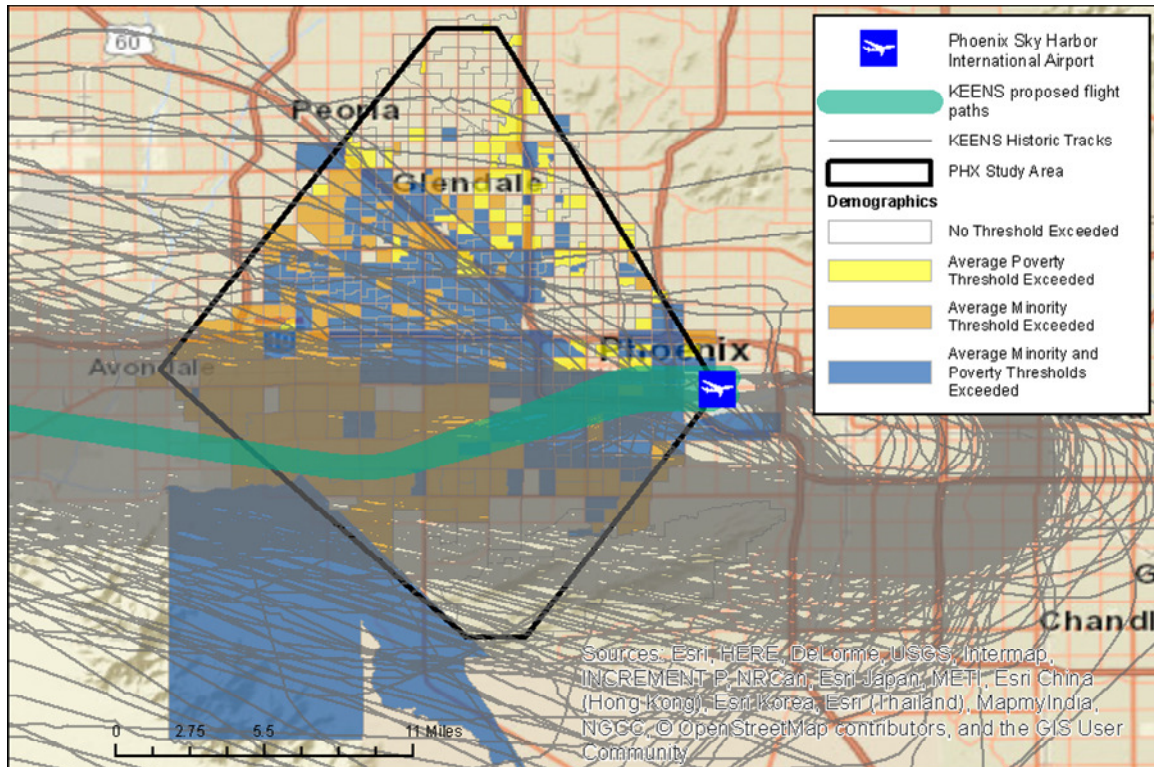 60
Peoria
Glendale
10
Phoenix
Avondale
Chandl
Phoenix Sky Harbor
International Airport
KEENS proposed flight
paths
KEENS Historic Tracks
PHX Study Area
Demographics
No Threshold Exceeded
Average Poverty
Threshold Exceeded
Average Minority
Threshold Exceeded
Average Minority and
Poverty Thresholds
Exceeded
G
Sources: Esri, HERE, DeLorme, USGS, Intermap,
INCREMENT P, NRCan, Esri Japan, METI, Esri China
(Hong Kong), Esri Korea, Esri (Thailand), MapmyIndia,
NGCC, © OpenStreetMap contributors, and the GIS User
Community
0 2.75 5.5 11 Miles